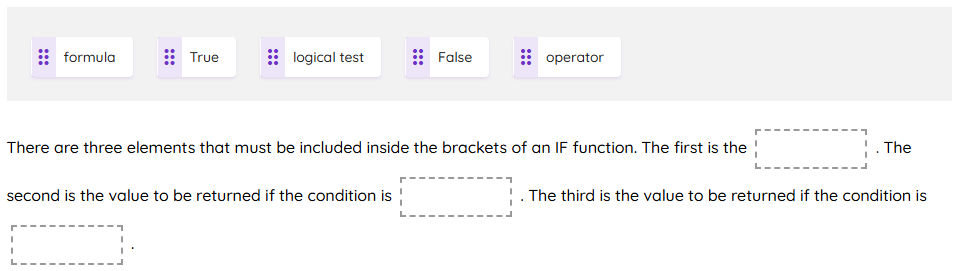 formula True logical test False operator
There are three elements that must be included inside the brackets of an IF function. The first is the . The
second is the value to be returned if the condition is . The third is the value to be returned if the condition is
.